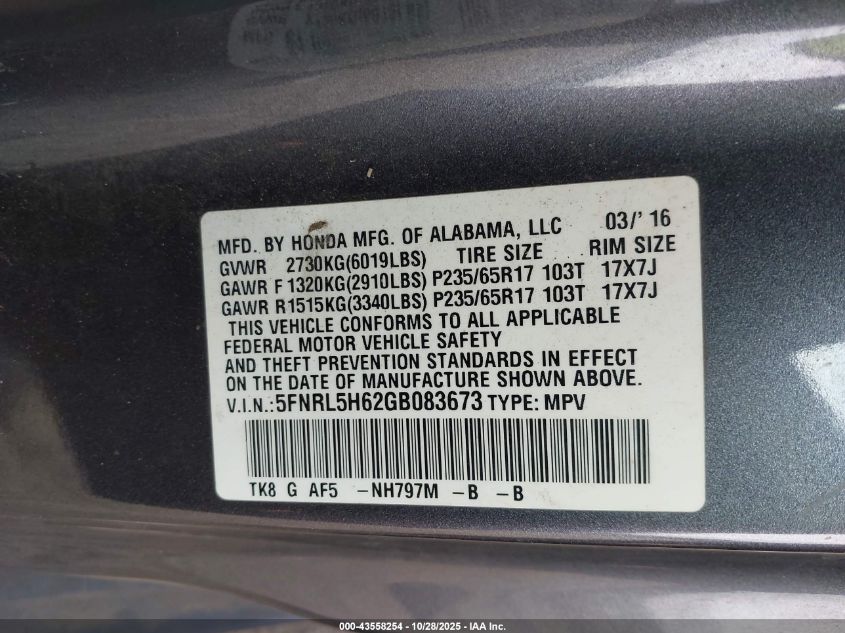 MFD. BY HONDA MFG. OF ALABAMA, LLC 03/'16
GVWR 2730KG(6019LBS) TIRE SIZE RIM SIZE
GAWR F 1320KG(2910LBS) P235/65R17 103T 17X7J
GAWR R1515KG(3340LBS) P235/65R17 103T 17X7J
THIS VEHICLE CONFORMS TO ALL APPLICABLE
FEDERAL MOTOR VEHICLE SAFETY
AND THEFT PREVENTION STANDARDS IN EFFECT
ON THE DATE OF MANUFACTURE SHOWN ABOVE.
V.I.N.:5FNRL5H62GB083673 TYPE: MPV
TK8 G AF5 -NH797M -B -B
000-43558254 | 10/28/2025 - IAA Inc.